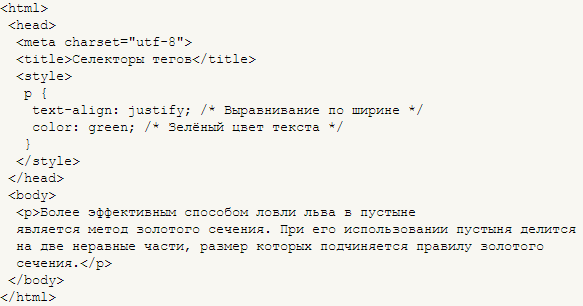 <html>
<head>
<meta charset="utf-8">
<title>Селекторы тегов</title>
<style>
p {
text-align: justify; /* Выравнивание по ширине */
color: green; /* Зелёный цвет текста */
}
</style>
</head>
<body>
<p>Более эффективным способом ловли льва в пустыне
является метод золотого сечения. При его использовании пустыня делится
на две неравные части, размер которых подчиняется правилу золотого
сечения.</p>
</body>
</html>